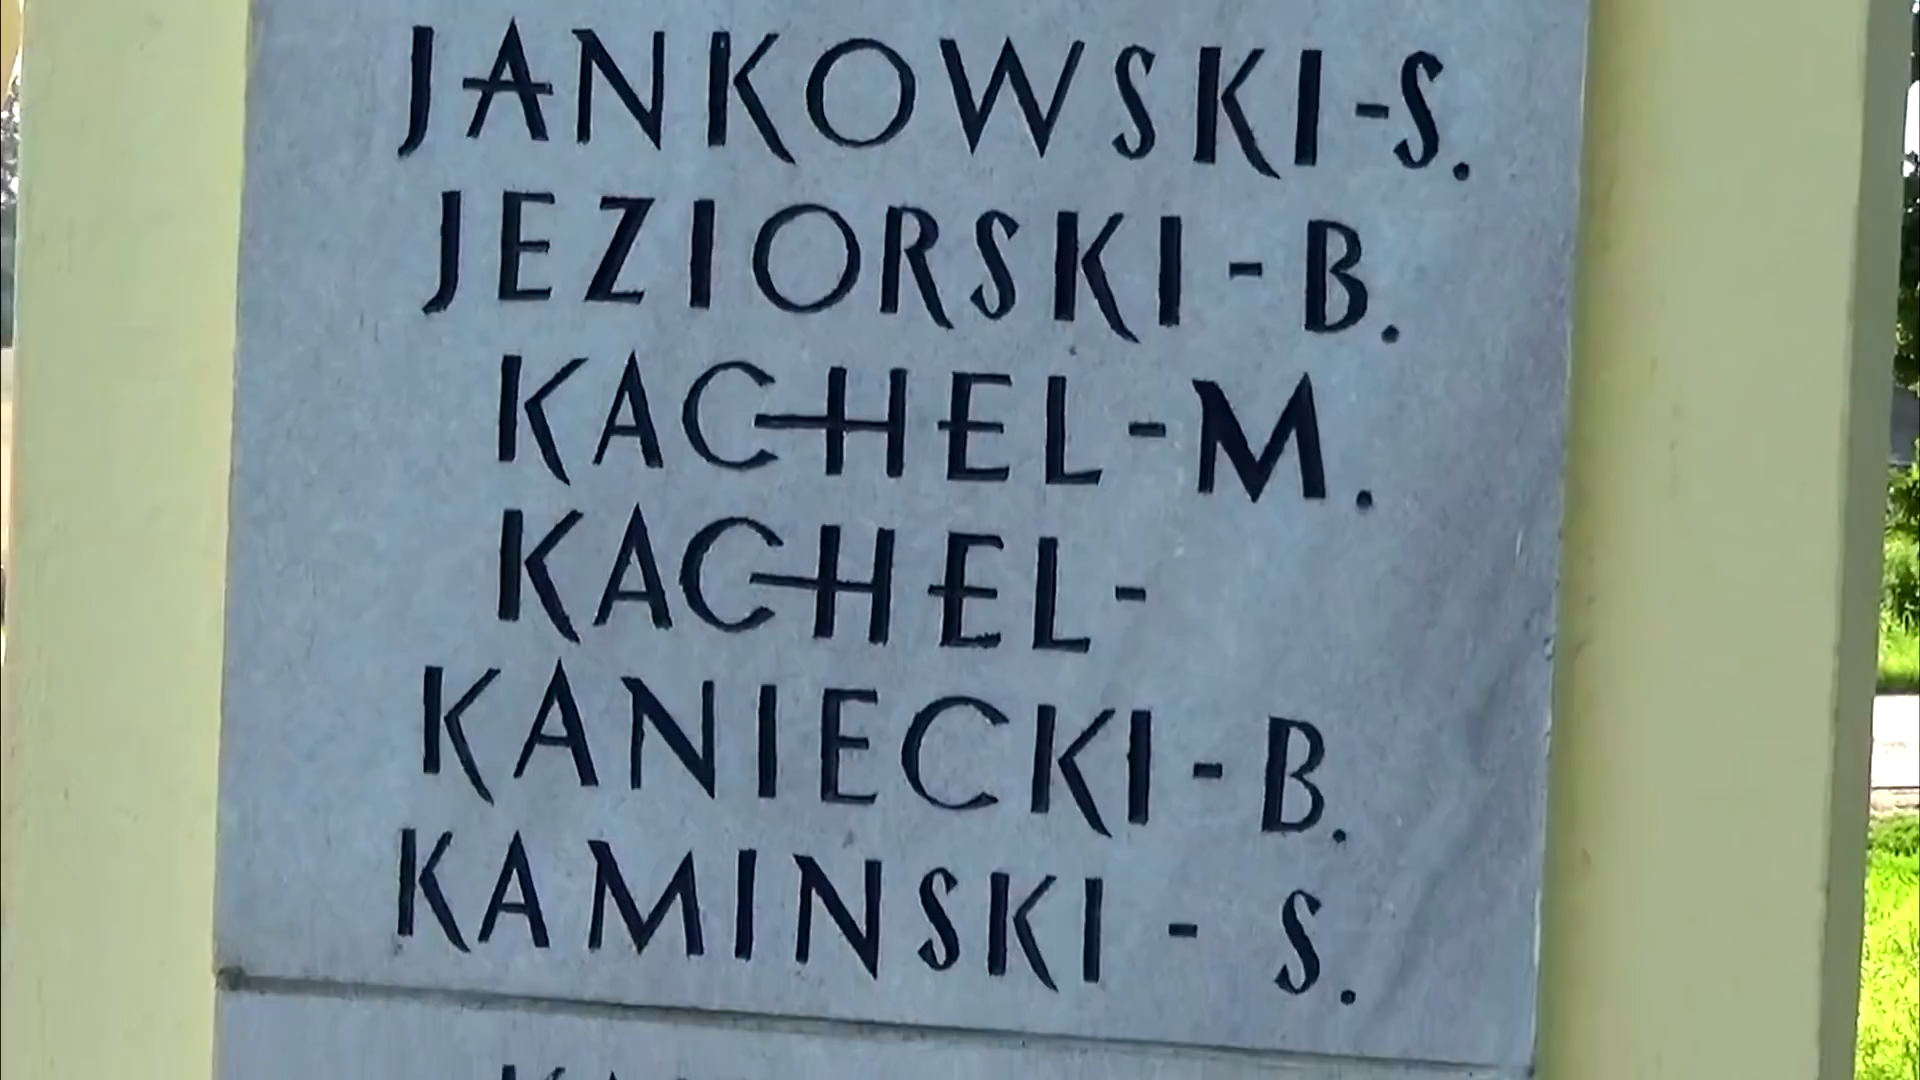 JANKOWSKI-S.
JEZIORSKI-B.
KACHEL-M.
KACHEL-
KANIECKI-B.
KAMINSKI - S.